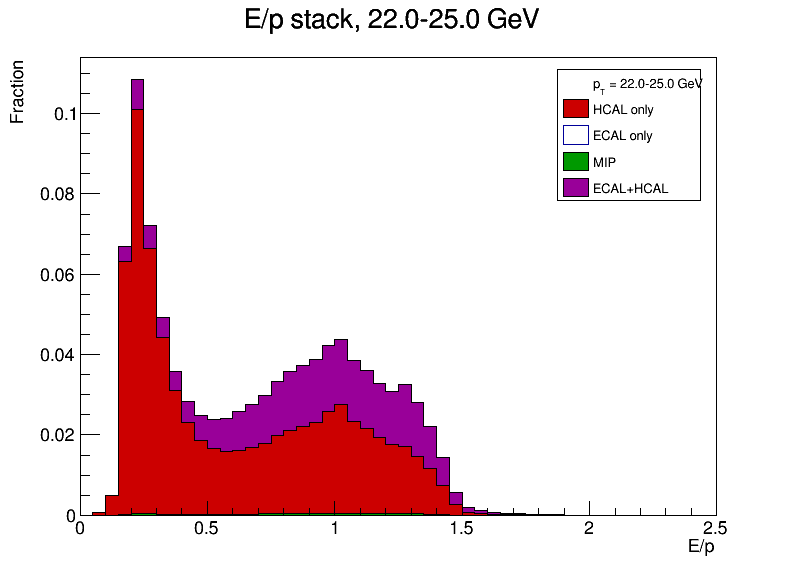 E/p stack, 22.0-25.0 GeV
Fraction
p_T = 22.0-25.0 GeV
HCAL only
ECAL only
MIP
ECAL+HCAL
0.1
0.08
0.06
0.04
0.02
0
0 0.5 1 1.5 2 2.5
E/p